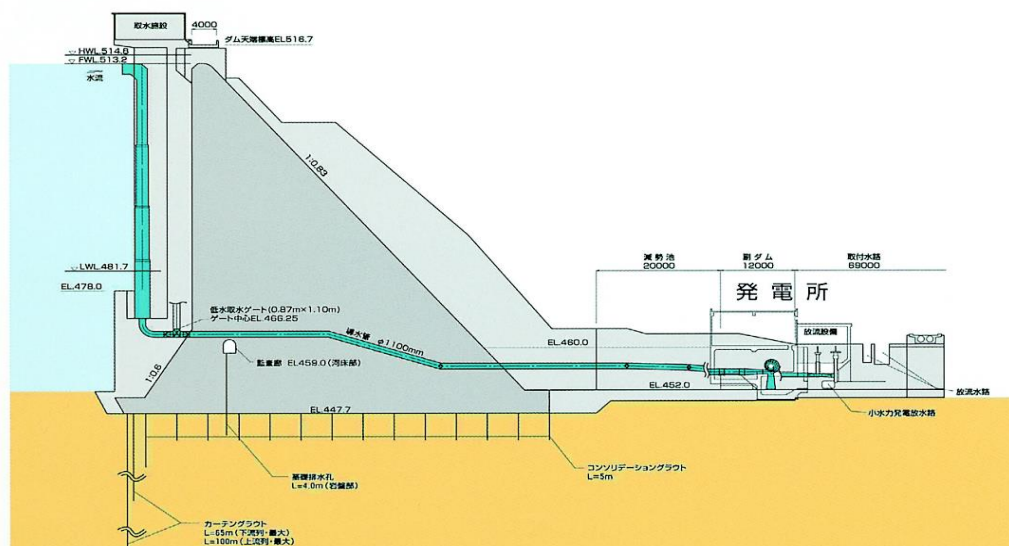 取水施設
4000
ダム天端標高EL516.7
HWL.514.8
FWL.513.2
水流
1:0.83
LWL.481.7
EL.478.0
低水取水ゲート(0.87m×1.10m)
ゲート中心EL.466.25
導水管 φ1100mm
監査廊 EL459.0(河床部)
1:0.6
EL.447.7
EL.460.0
EL.452.0
減勢池
20000
副ダム
12000
取付水路
69000
発電所
放流設備
放流水路
小水力発電放水路
コンソリデーショングラウト
L=5m
基礎排水孔
L=4.0m(岩盤部)
カーテングラウト
L=65m(下流列・最大)
L=100m(上流列・最大)